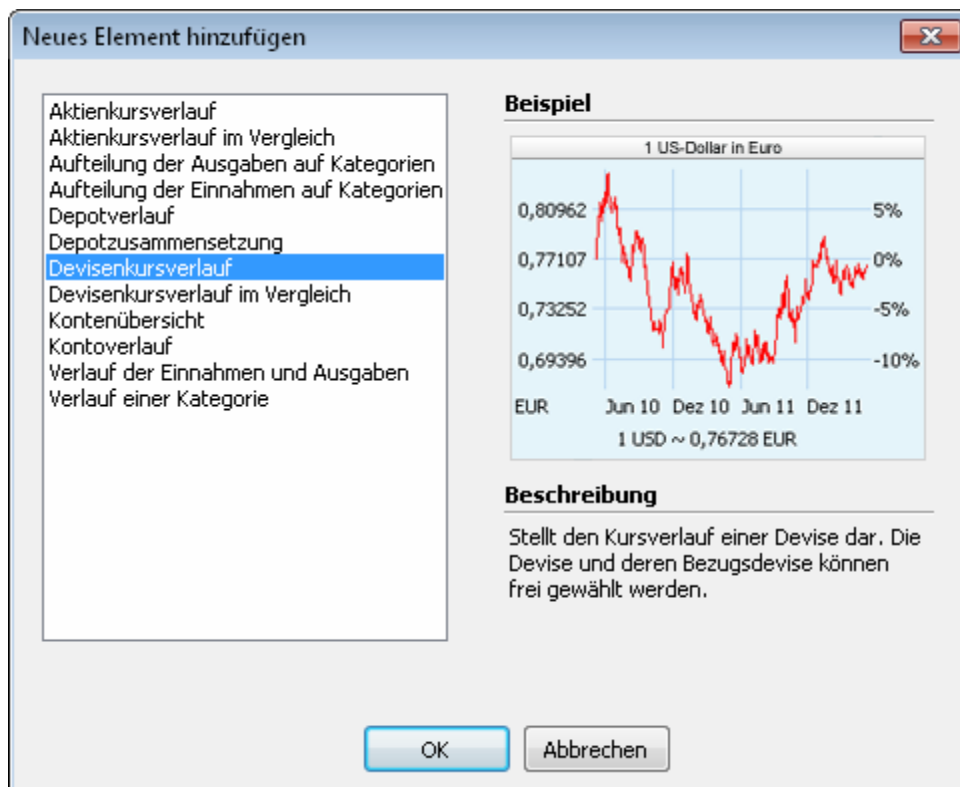 Neues Element hinzufügen
Aktienkursverlauf
Aktienkursverlauf im Vergleich
Aufteilung der Ausgaben auf Kategorien
Aufteilung der Einnahmen auf Kategorien
Depotverlauf
Depotzusammensetzung
Devisenkursverlauf
Devisenkursverlauf im Vergleich
Kontenübersicht
Kontoverlauf
Verlauf der Einnahmen und Ausgaben
Verlauf einer Kategorie
Beispiel
1 US-Dollar in Euro
0,80962 5%
0,77107 0%
0,73252 -5%
0,69396 -10%
EUR Jun 10 Dez 10 Jun 11 Dez 11
1 USD ~ 0,76728 EUR
Beschreibung
Stellt den Kursverlauf einer Devise dar. Die
Devise und deren Bezugsdevise können
frei gewählt werden.
OK Abbrechen